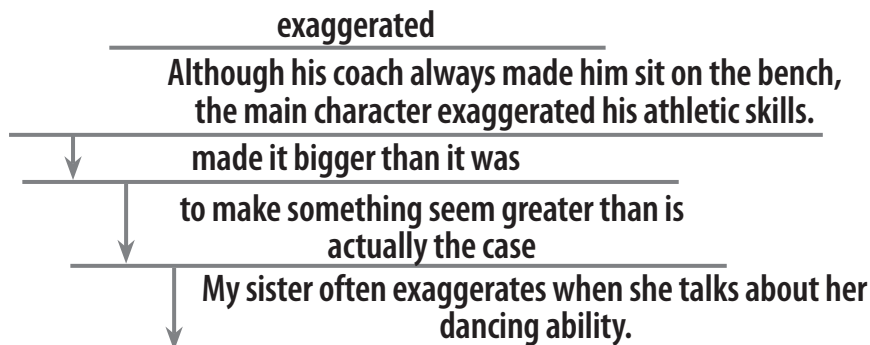 exaggerated
Although his coach always made him sit on the bench,
the main character exaggerated his athletic skills.
made it bigger than it was
to make something seem greater than is
actually the case
My sister often exaggerates when she talks about her
dancing ability.